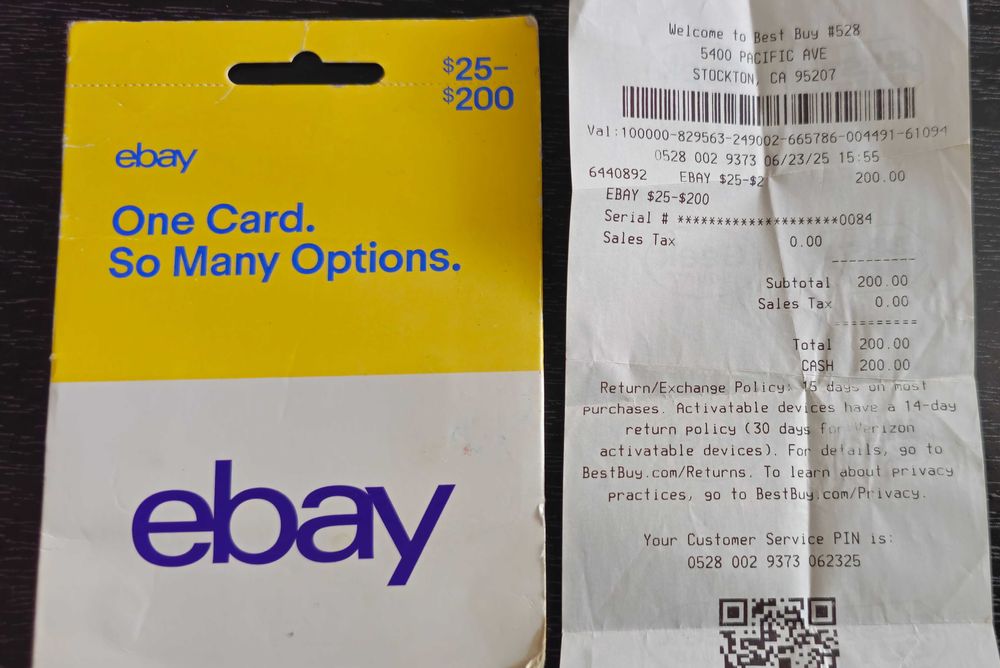 $25-
$200
ebay
One Card.
So Many Options.
ebay
Welcome to Best Buy #528
5400 PACIFIC AVE
STOCKTON, CA 95207
Val:100000-829563-249002-665786-004491-61094
0528 002 9373 06/23/25 15:55
6440892 EBAY $25-$2 200.00
EBAY $25-$200
Serial # ********************0084
Sales Tax 0.00
----------
Subtotal 200.00
Sales Tax 0.00
==========
Total 200.00
CASH 200.00
Return/Exchange Policy: 15 days on most
purchases. Activatable devices have a 14-day
return policy (30 days for Verizon
activatable devices). For details, go to
BestBuy.com/Returns. To learn about privacy
practices, go to BestBuy.com/Privacy.
Your Customer Service PIN is:
0528 002 9373 062325